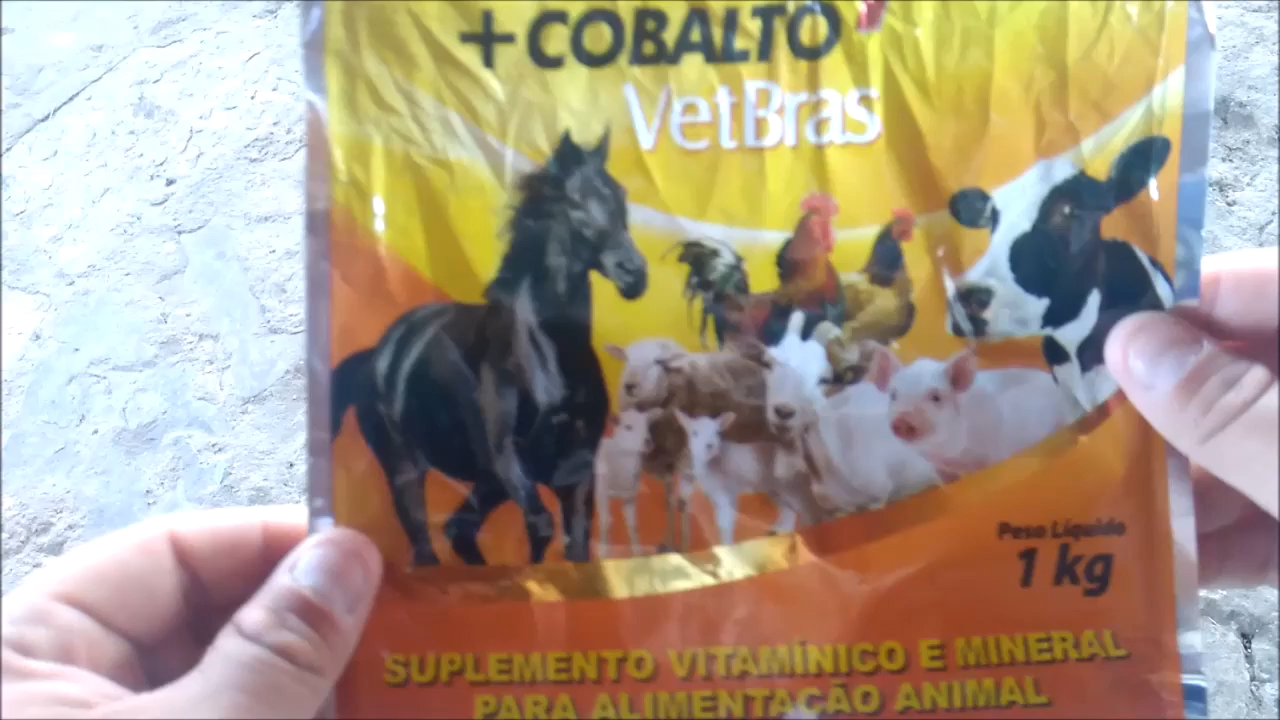 +COBALTO
VetBras
Peso Líquido
1 kg
SUPLEMENTO VITAMÍNICO E MINERAL
PARA ALIMENTAÇÃO ANIMAL